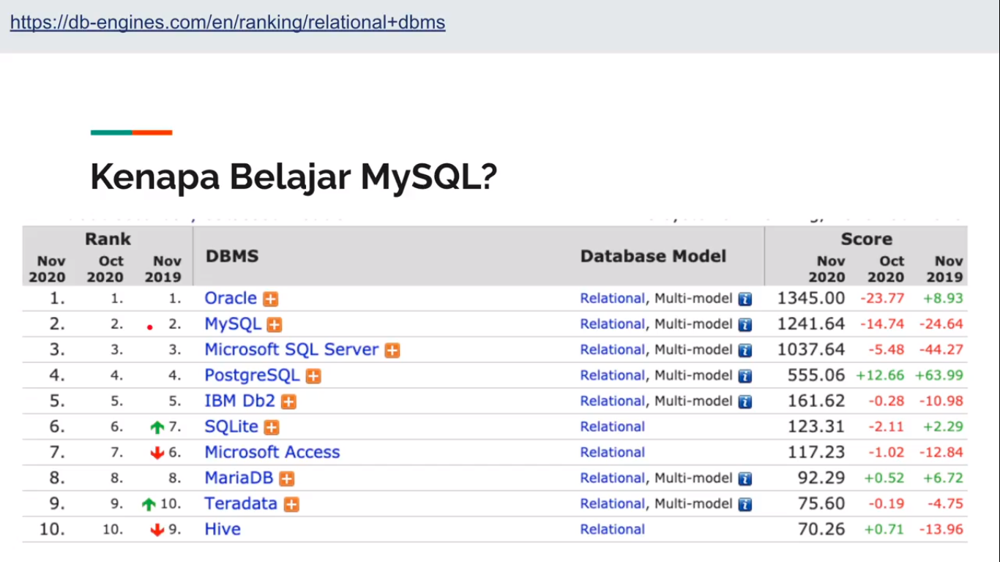 https://db-engines.com/en/ranking/relational+dbms
Kenapa Belajar MySQL?
Rank DBMS Database Model Score
Nov 2020 Oct 2020 Nov 2019 Nov 2020 Oct 2020 Nov 2019
1. 1. 1. Oracle Relational, Multi-model 1345.00 -23.77 +8.93
2. 2. 2. MySQL Relational, Multi-model 1241.64 -14.74 -24.64
3. 3. 3. Microsoft SQL Server Relational, Multi-model 1037.64 -5.48 -44.27
4. 4. 4. PostgreSQL Relational, Multi-model 555.06 +12.66 +63.99
5. 5. 5. IBM Db2 Relational, Multi-model 161.62 -0.28 -10.98
6. 6. 7. SQLite Relational 123.31 -2.11 +2.29
7. 7. 6. Microsoft Access Relational 117.23 -1.02 -12.84
8. 8. 8. MariaDB Relational, Multi-model 92.29 +0.52 +6.72
9. 9. 10. Teradata Relational, Multi-model 75.60 -0.19 -4.75
10. 10. 9. Hive Relational 70.26 +0.71 -13.96